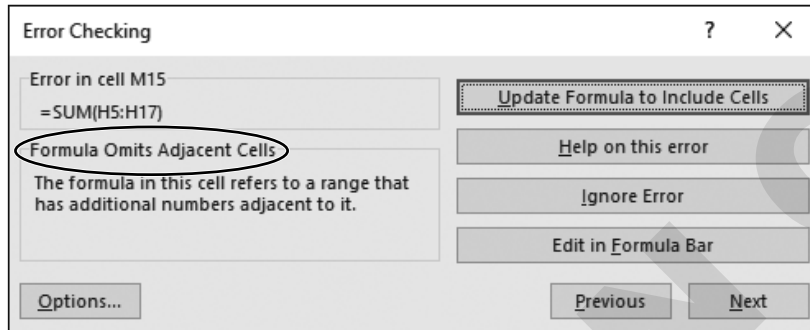 Error Checking
?
Error in cell M15
=SUM(H5:H17)
Formula Omits Adjacent Cells
The formula in this cell refers to a range that
has additional numbers adjacent to it.
Update Formula to Include Cells
Help on this error
Ignore Error
Edit in Formula Bar
Options...
Previous
Next